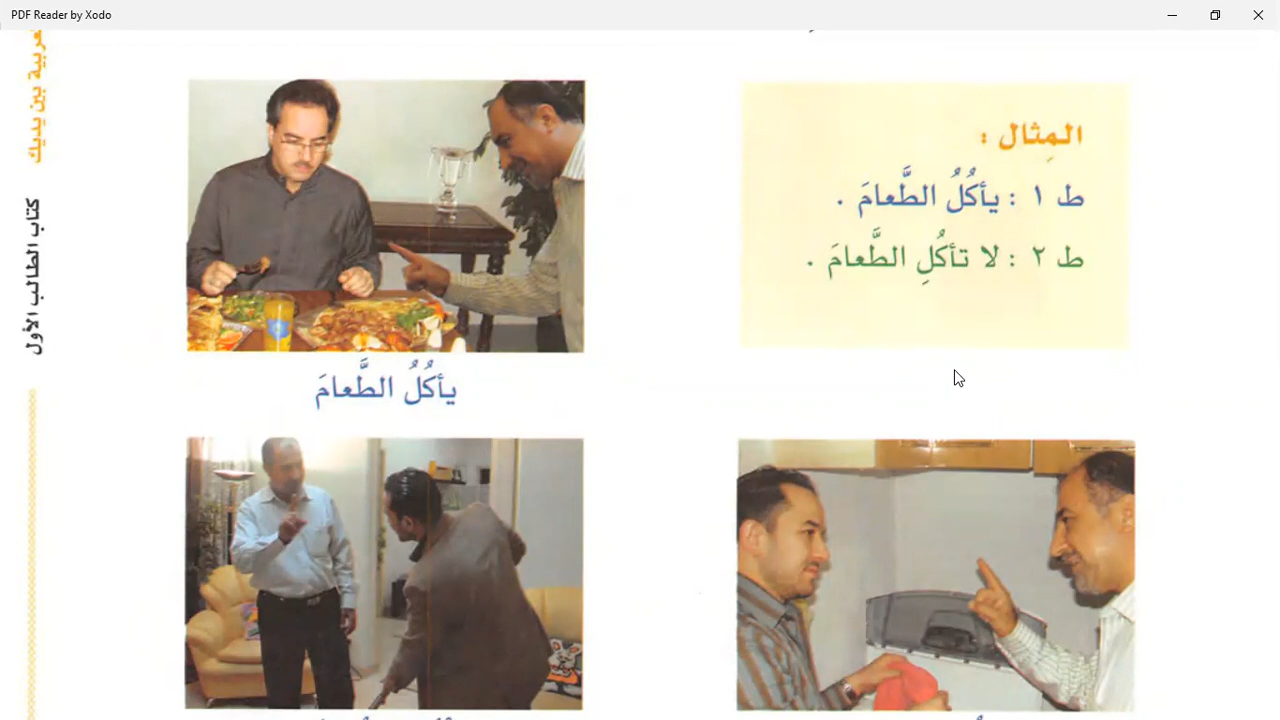 PDF Reader by Xodo
العربية بين يديك
كتاب الطالب الأول
المِثال :
ط ١ : يأكُلُ الطَّعامَ .
ط ٢ : لا تأكُلِ الطَّعامَ .
يأكُلُ الطَّعامَ